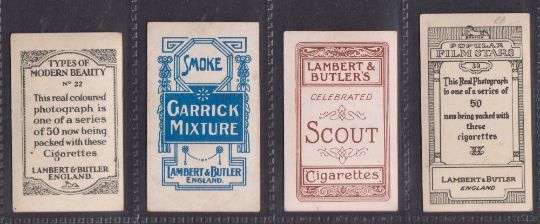 TYPES OF
MODERN BEAUTY
No 22
This real coloured
photograph is
one of a series
of 50 now being
packed with these
Cigarettes
LAMBERT & BUTLER
ENGLAND.
SMOKE
GARRICK
MIXTURE
LAMBERT & BUTLER
ENGLAND.
LAMBERT &
BUTLER'S
CELEBRATED
SCOUT
Cigarettes
POPULAR
FILM STARS
39
This Real Photograph
is one of a series of
50
now being packed with
these
cigarettes
LAMBERT & BUTLER
ENGLAND